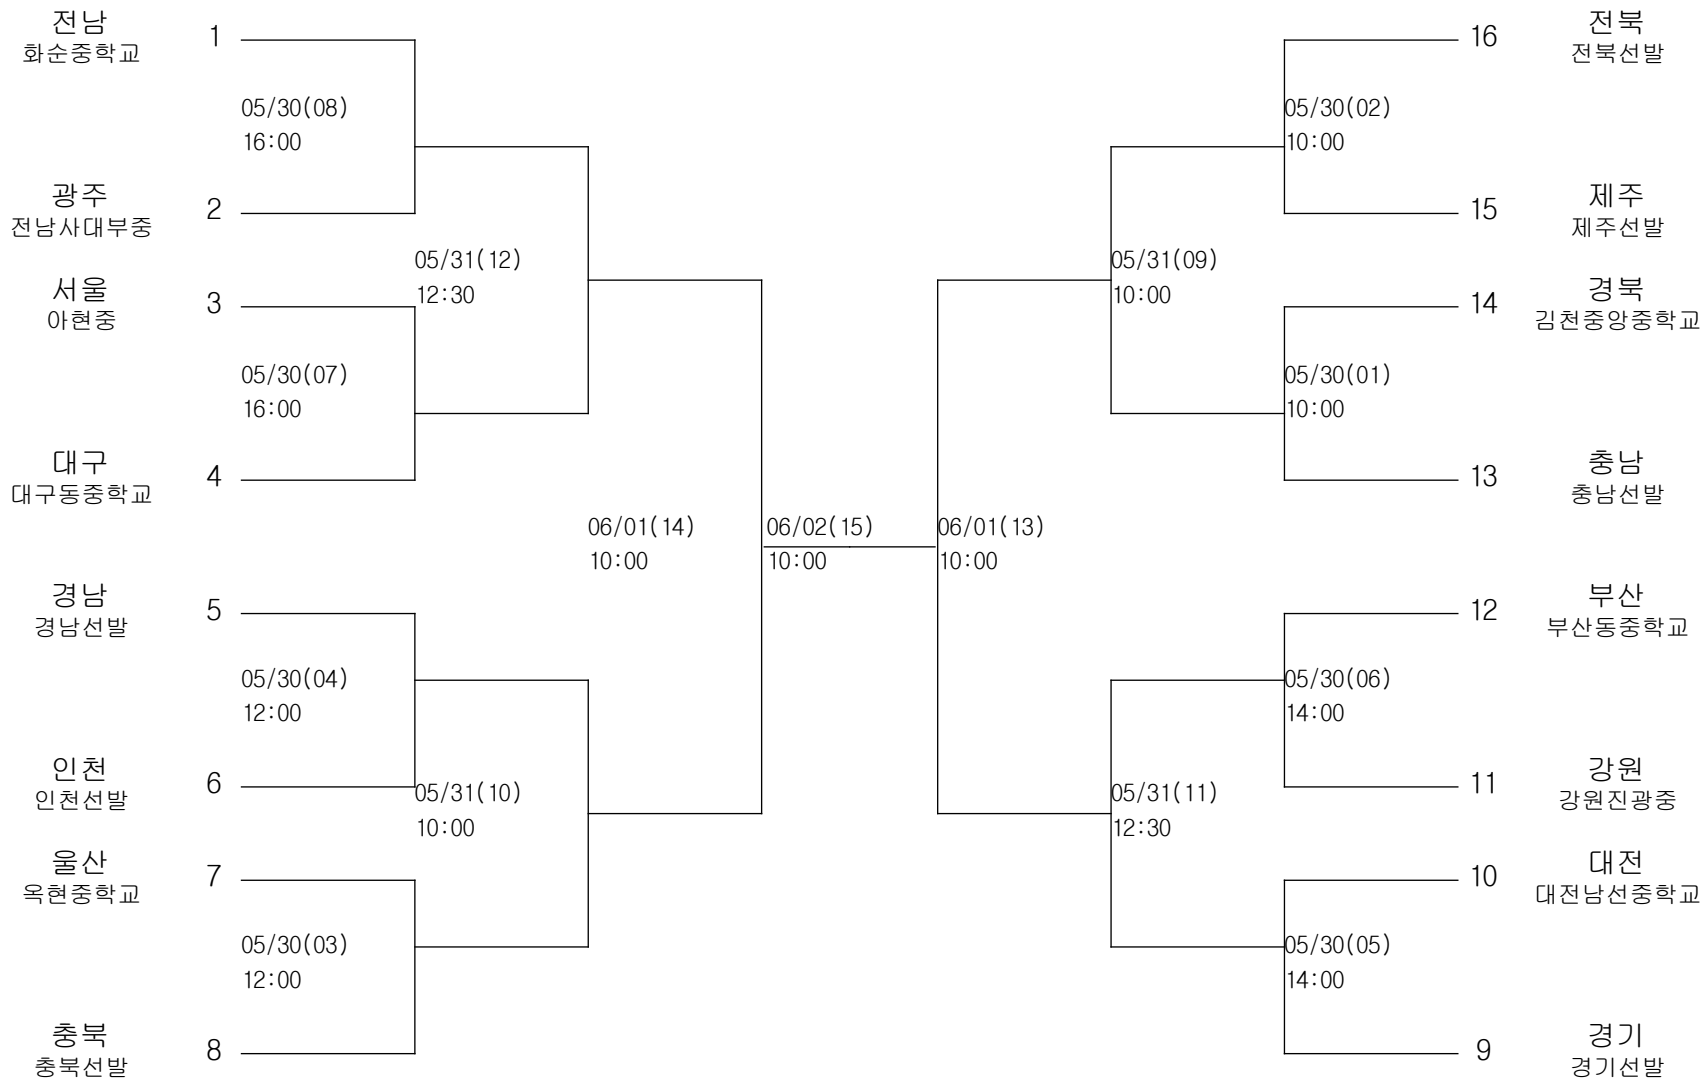 전남
화순중학교
1
05/30(08)
16:00
광주
전남사대부중
2
05/31(12)
12:30
서울
아현중
3
05/30(07)
16:00
대구
대구동중학교
4
06/01(14)
10:00
경남
경남선발
5
05/30(04)
12:00
인천
인천선발
6
05/31(10)
10:00
울산
옥현중학교
7
05/30(03)
12:00
충북
충북선발
8
06/02(15)
10:00
16
전북
전북선발
05/30(02)
10:00
15
제주
제주선발
05/31(09)
10:00
14
경북
김천중앙중학교
05/30(01)
10:00
13
충남
충남선발
06/01(13)
10:00
12
부산
부산동중학교
05/30(06)
14:00
11
강원
강원진광중
05/31(11)
12:30
10
대전
대전남선중학교
05/30(05)
14:00
9
경기
경기선발